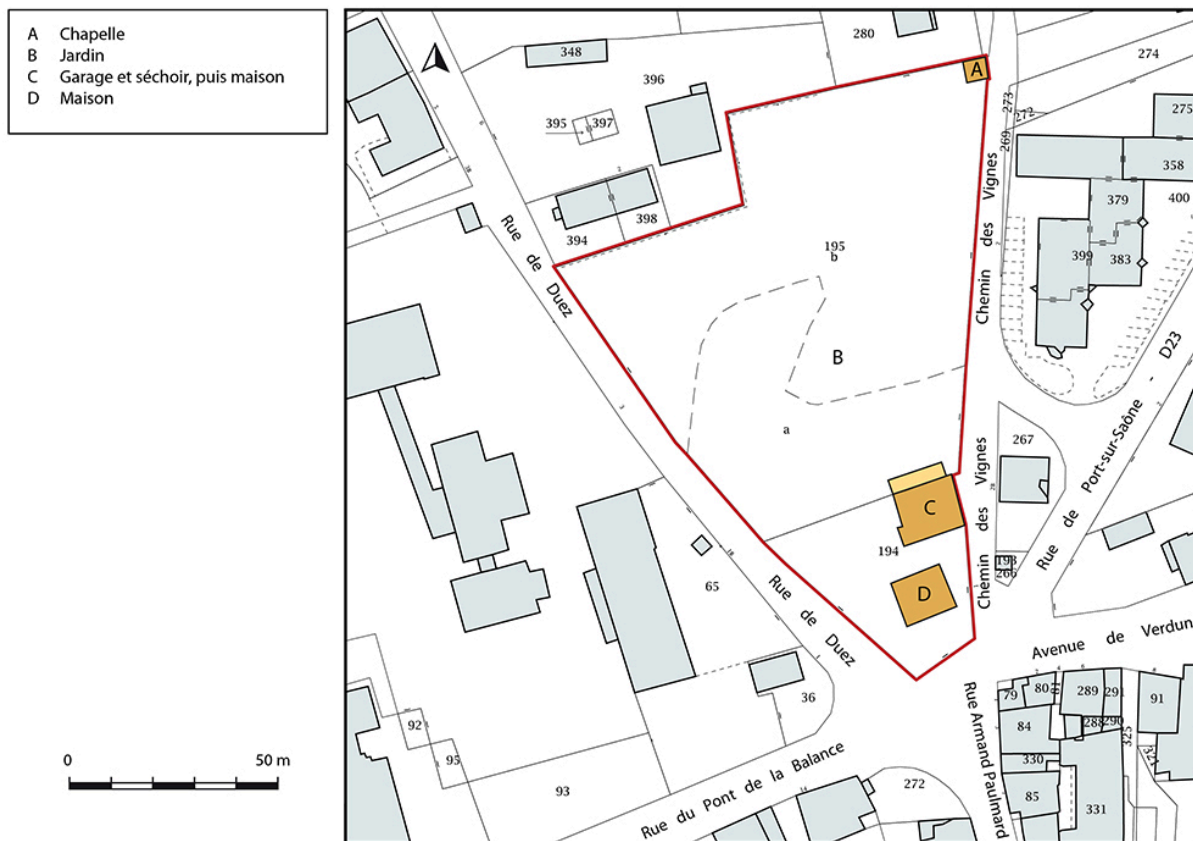 A Chapelle
B Jardin
C Garage et séchoir, puis maison
D Maison
0 50 m
280
348
396
274
A
395
397
273
272
275
269
358
379
400
398
394
195
b
399
383
Rue de Duez
Chemin des Vignes
B
a
267
Rue de Port-sur-Saône - D23
C
Chemin des Vignes
194
193
266
D
65
Rue de Duez
Avenue de Verdun
36
79
80
81
289
291
91
84
288
290
325
92
95
330
321
93
Rue du Pont de la Balance
272
85
331
Rue Armand Paulmard